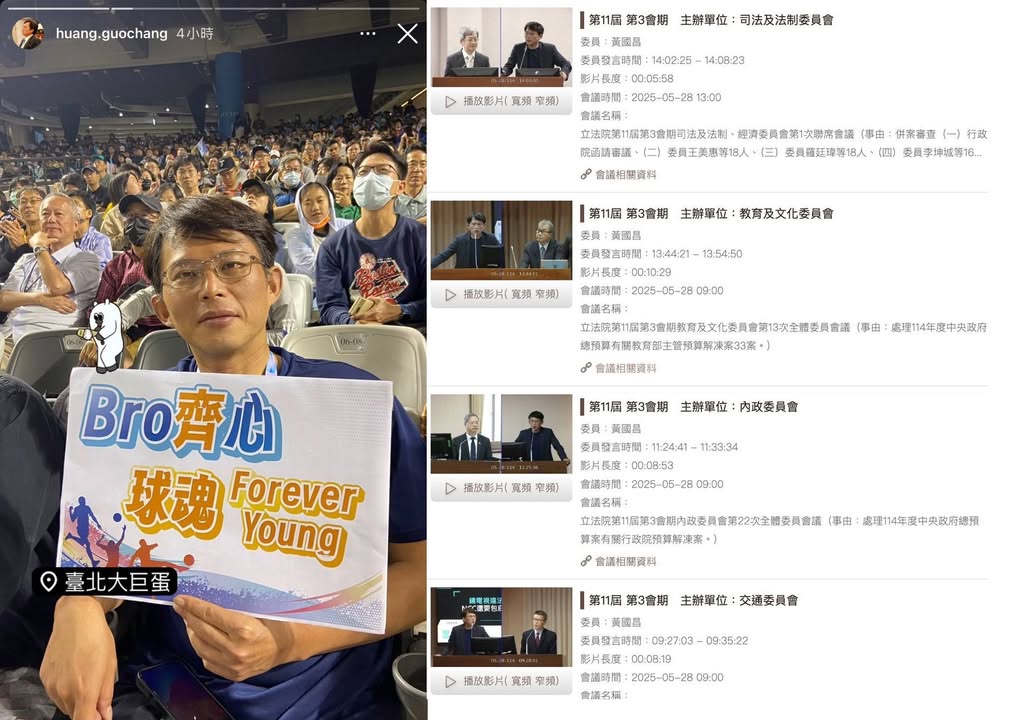 huang.guochang 4小時
Bro齊心
球魂 Forever
Young
臺北大巨蛋
06-08
第11屆 第3會期 主辦單位：司法及法制委員會
委員：黃國昌
委員發言時間：14:02:25 - 14:08:23
影片長度：00:05:58
會議時間：2025-05-28 13:00
會議名稱：
立法院第11屆第3會期司法及法制、經濟委員會第1次聯席會議（事由：併案審查（一）行政
院函請審議、（二）委員王美惠等18人、（三）委員羅廷瑋等18人、（四）委員李坤城等16...
會議相關資料
播放影片( 寬頻 窄頻)
第11屆 第3會期 主辦單位：教育及文化委員會
委員：黃國昌
委員發言時間：13:44:21 - 13:54:50
影片長度：00:10:29
會議時間：2025-05-28 09:00
會議名稱：
立法院第11屆第3會期教育及文化委員會第13次全體委員會議（事由：處理114年度中央政府
總預算有關教育部主管預算解凍案33案。）
會議相關資料
播放影片( 寬頻 窄頻)
第11屆 第3會期 主辦單位：內政委員會
委員：黃國昌
委員發言時間：11:24:41 - 11:33:34
影片長度：00:08:53
會議時間：2025-05-28 09:00
會議名稱：
立法院第11屆第3會期內政委員會第22次全體委員會議（事由：處理114年度中央政府總預
算案有關行政院預算解凍案。）
會議相關資料
播放影片( 寬頻 窄頻)
第11屆 第3會期 主辦單位：交通委員會
委員：黃國昌
委員發言時間：09:27:03 - 09:35:22
影片長度：00:08:19
會議時間：2025-05-28 09:00
會議名稱：
播放影片( 寬頻 窄頻)